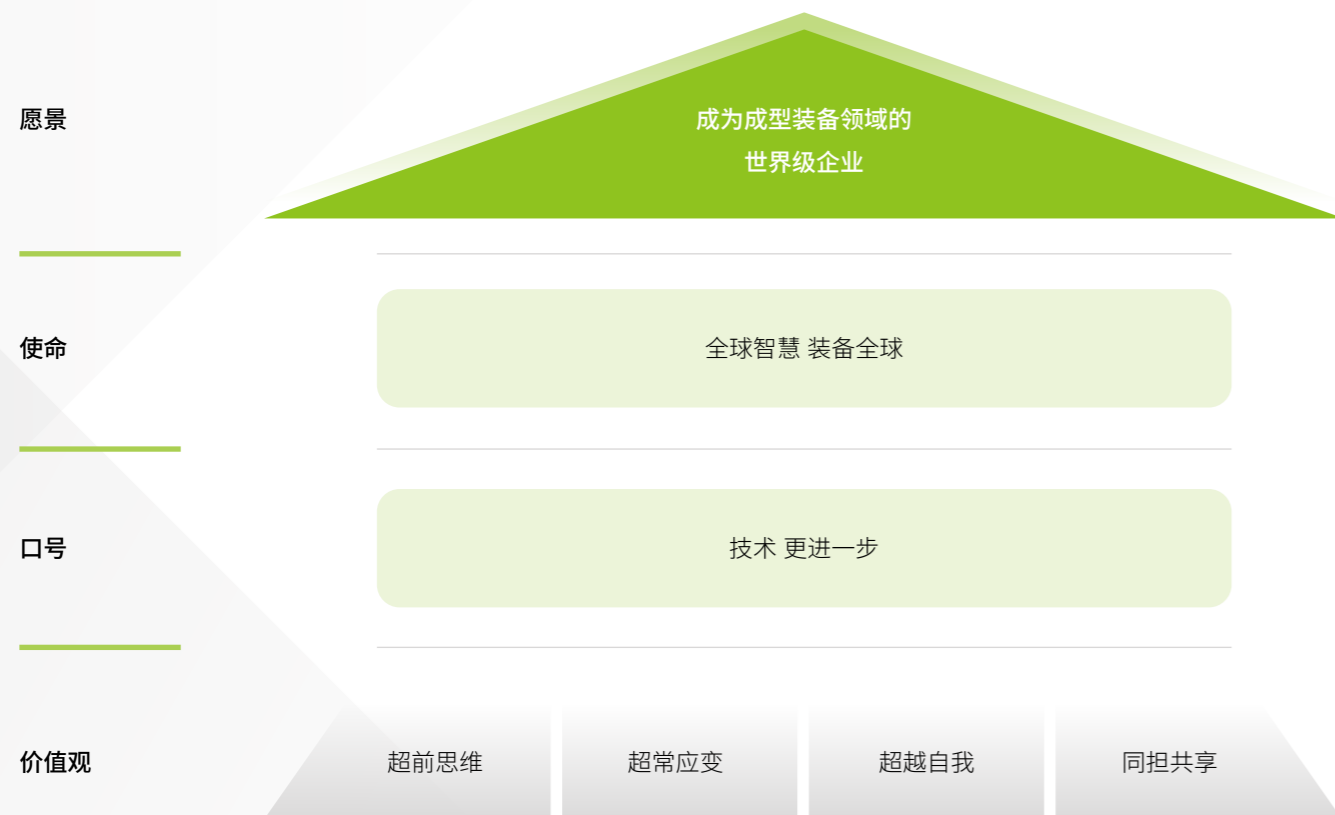 愿景
成为成型装备领域的
世界级企业
使命
全球智慧 装备全球
口号
技术 更进一步
价值观
超前思维
超常应变
超越自我
同担共享